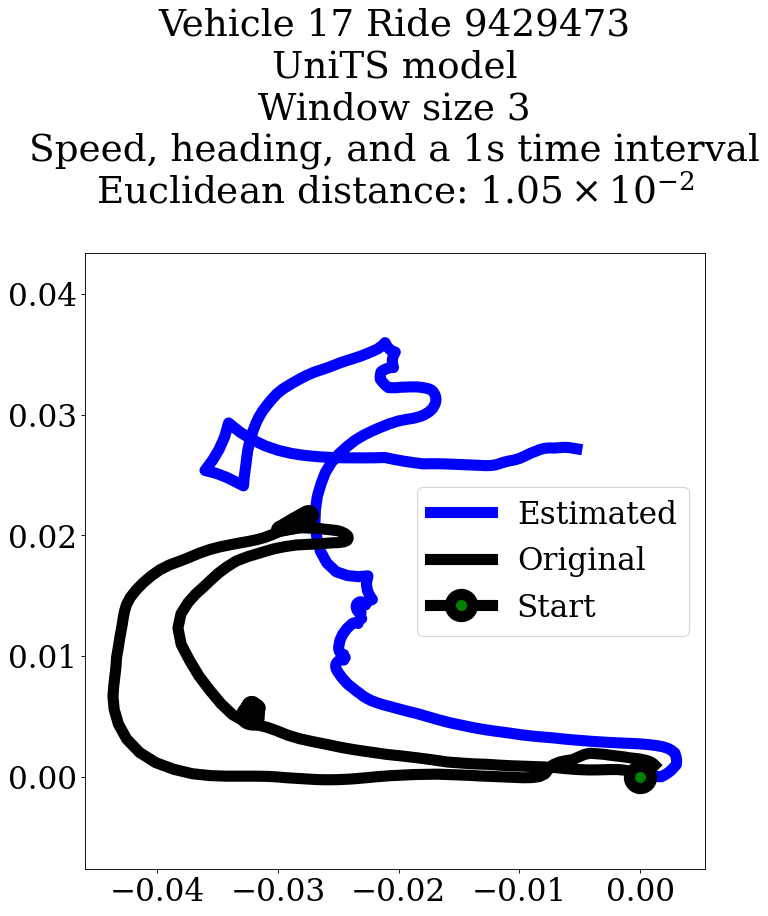 Vehicle 17 Ride 9429473
UniTS model
Window size 3
Speed, heading, and a 1s time interval
Euclidean distance: 1.05 × 10⁻²
0.04
0.03
0.02
0.01
0.00
Estimated
Original
Start
−0.04 −0.03 −0.02 −0.01 0.00